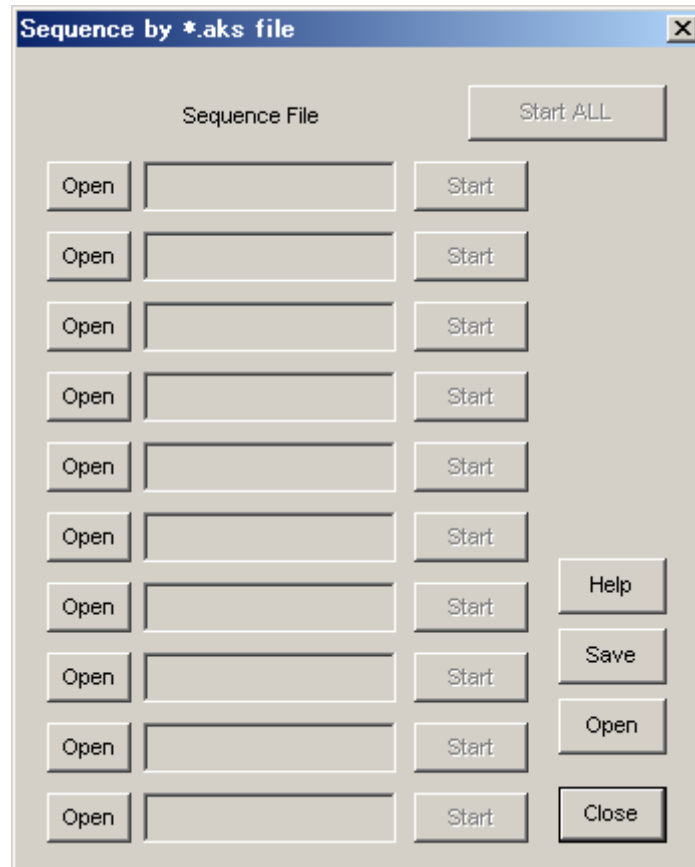 Sequence by *.aks file
Sequence File Start ALL
Open Start
Open Start
Open Start
Open Start
Open Start
Open Start
Open Start
Help
Open Start
Save
Open Start
Open
Open Start
Close